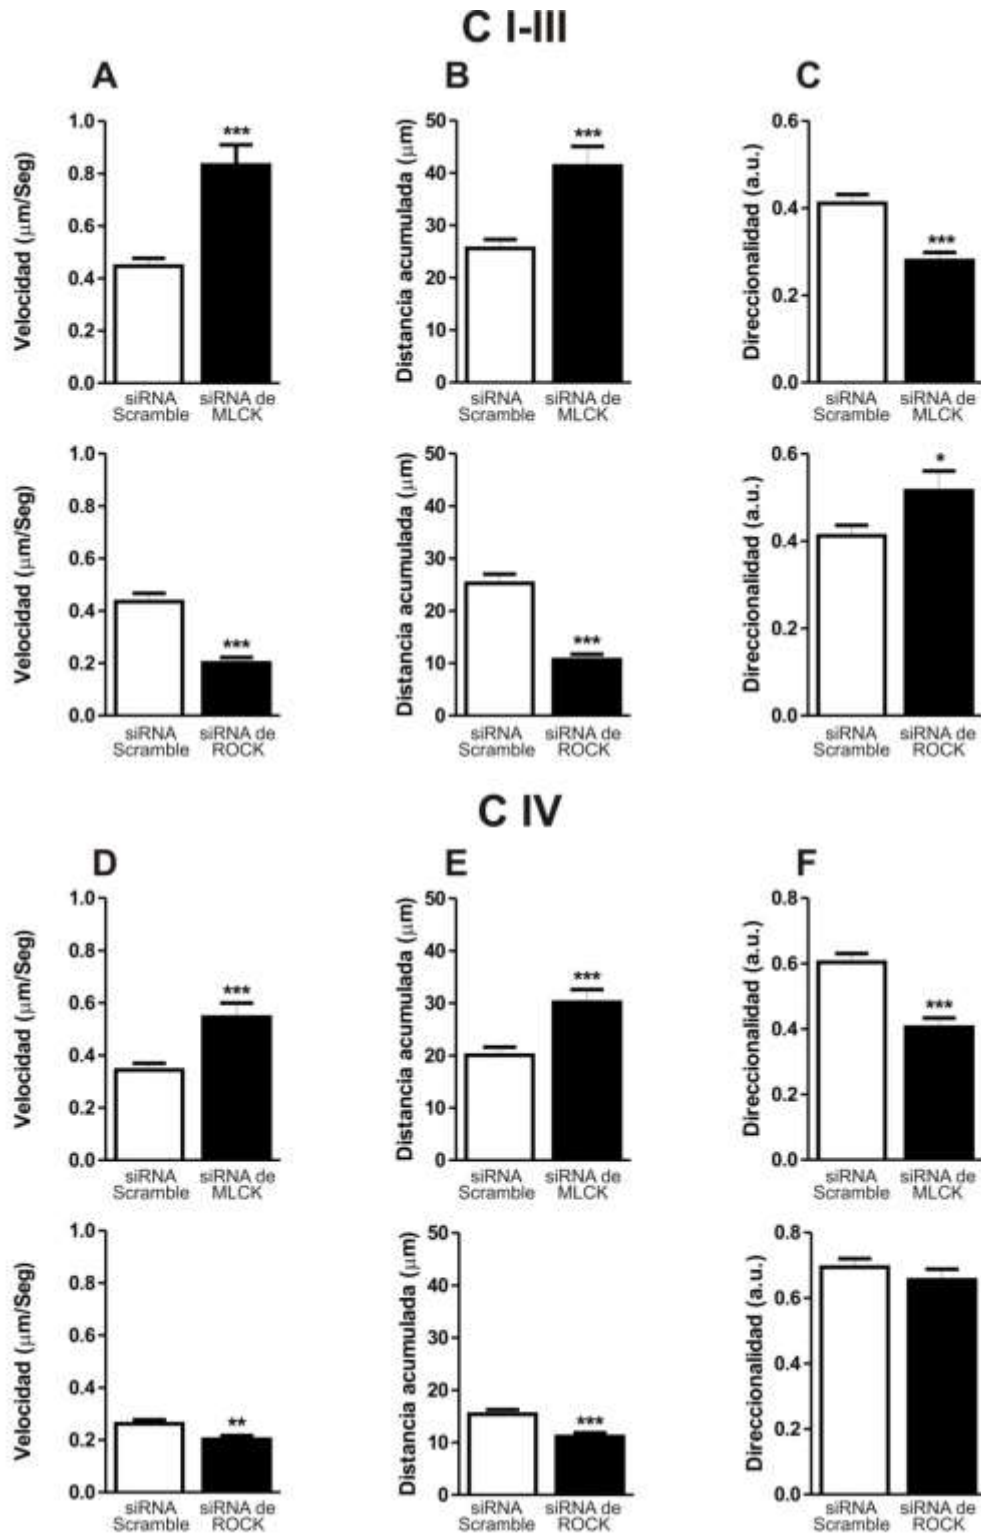 C I-III
A
B
C
Velocidad (μm/Seg)
1.0
0.8
0.6
0.4
0.2
0.0
***
siRNA Scramble
siRNA de MLCK
Distancia acumulada (μm)
50
40
30
20
10
0
***
siRNA Scramble
siRNA de MLCK
Direccionalidad (a.u.)
0.6
0.4
0.2
0.0
***
siRNA Scramble
siRNA de MLCK
Velocidad (μm/Seg)
1.0
0.8
0.6
0.4
0.2
0.0
***
siRNA Scramble
siRNA de ROCK
Distancia acumulada (μm)
50
40
30
20
10
0
***
siRNA Scramble
siRNA de ROCK
Direccionalidad (a.u.)
0.6
0.4
0.2
0.0
*
siRNA Scramble
siRNA de ROCK
C IV
D
E
F
Velocidad (μm/Seg)
1.0
0.8
0.6
0.4
0.2
0.0
***
siRNA Scramble
siRNA de MLCK
Distancia acumulada (μm)
50
40
30
20
10
0
***
siRNA Scramble
siRNA de MLCK
Direccionalidad (a.u.)
0.8
0.6
0.4
0.2
0.0
***
siRNA Scramble
siRNA de MLCK
Velocidad (μm/Seg)
1.0
0.8
0.6
0.4
0.2
0.0
**
siRNA Scramble
siRNA de ROCK
Distancia acumulada (μm)
50
40
30
20
10
0
***
siRNA Scramble
siRNA de ROCK
Direccionalidad (a.u.)
0.8
0.6
0.4
0.2
0.0
siRNA Scramble
siRNA de ROCK